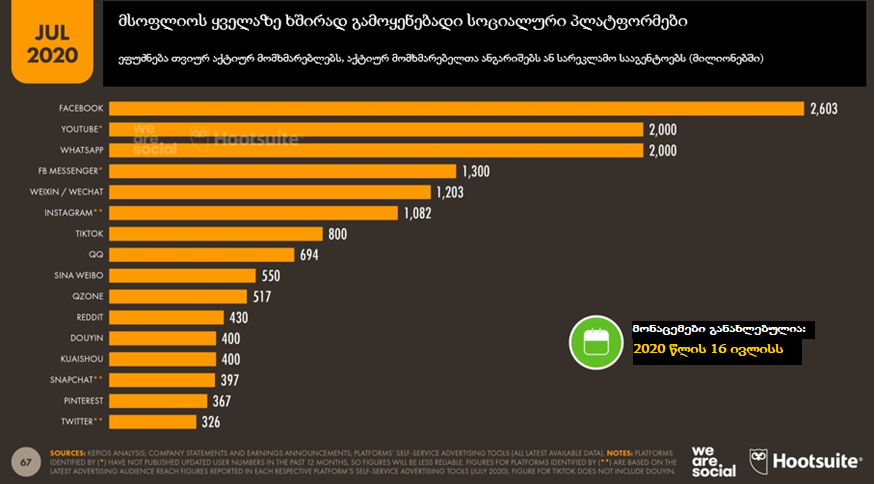 JUL
2020
მსოფლიოს ყველაზე ხშირად გამოყენებადი სოციალური პლატფორმები
ეფუძნება თვიურ აქტიურ მომხმარებლებს, აქტიურ მომხმარებელთა ანგარიშებს ან სარეკლამო სააგენტოებს (მილიონებში)
FACEBOOK 2,603
YOUTUBE* 2,000
WHATSAPP 2,000
FB MESSENGER* 1,300
WEIXIN / WECHAT 1,203
INSTAGRAM** 1,082
TIKTOK 800
QQ 694
SINA WEIBO 550
QZONE 517
REDDIT 430
DOUYIN 400
KUAISHOU 400
SNAPCHAT** 397
PINTEREST 367
TWITTER** 326
we are social Hootsuite®
მონაცემები განახლებულია:
2020 წლის 16 ივლისს
67
SOURCES: KEPIOS ANALYSIS; COMPANY STATEMENTS AND EARNINGS ANNOUNCEMENTS; PLATFORMS' SELF-SERVICE ADVERTISING TOOLS (ALL LATEST AVAILABLE DATA). NOTES: PLATFORMS
IDENTIFIED BY (*) HAVE NOT PUBLISHED UPDATED USER NUMBERS IN THE PAST 12 MONTHS, SO FIGURES WILL BE LESS RELIABLE. FIGURES FOR PLATFORMS IDENTIFIED BY (**) ARE BASED ON THE
LATEST ADVERTISING AUDIENCE REACH FIGURES REPORTED IN EACH RESPECTIVE PLATFORM'S SELF-SERVICE ADVERTISING TOOLS (JULY 2020). FIGURE FOR TIKTOK DOES NOT INCLUDE DOUYIN.
we
are
social
Hootsuite®